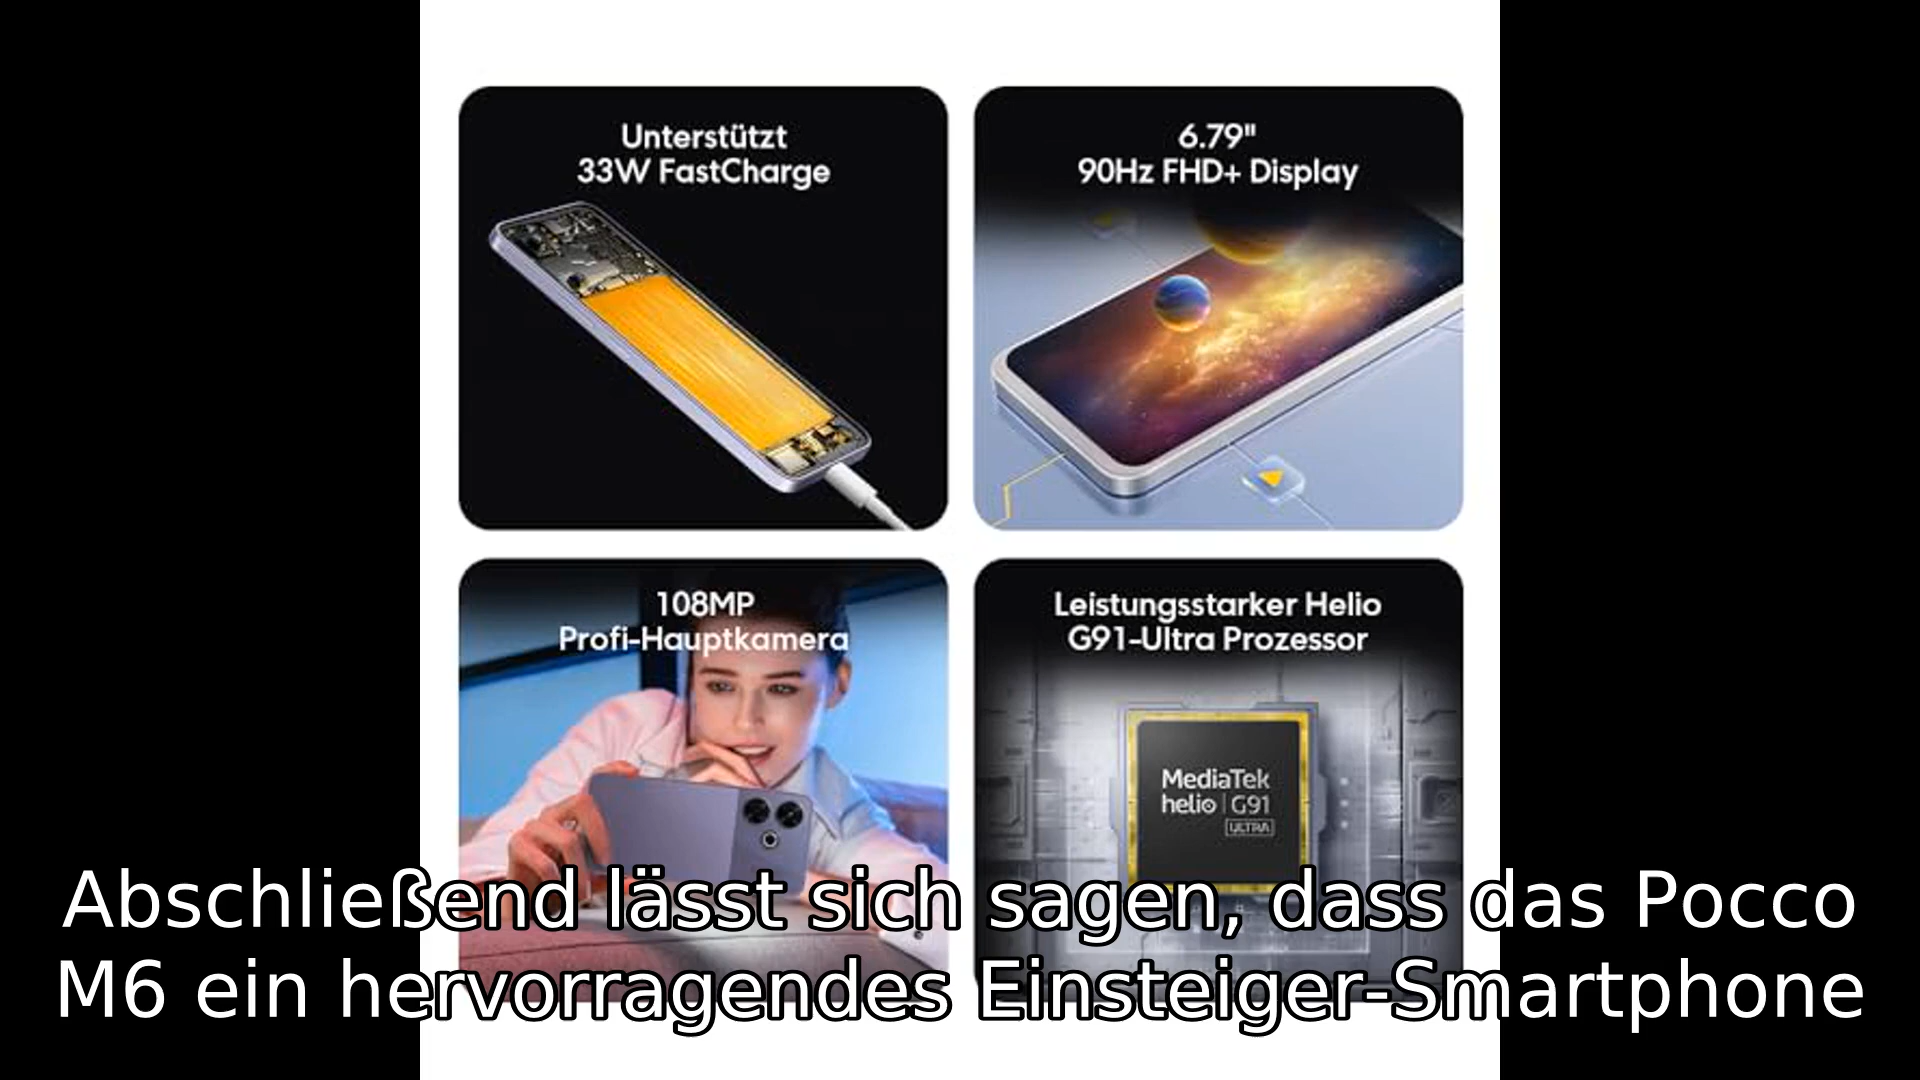 Unterstützt
33W FastCharge
6.79"
90Hz FHD+ Display
108MP
Profi-Hauptkamera
Leistungsstarker Helio
G91-Ultra Prozessor
MediaTek
helio | G91
ULTRA
Abschließend lässt sich sagen, dass das Pocco
M6 ein hervorragendes Einsteiger-Smartphone